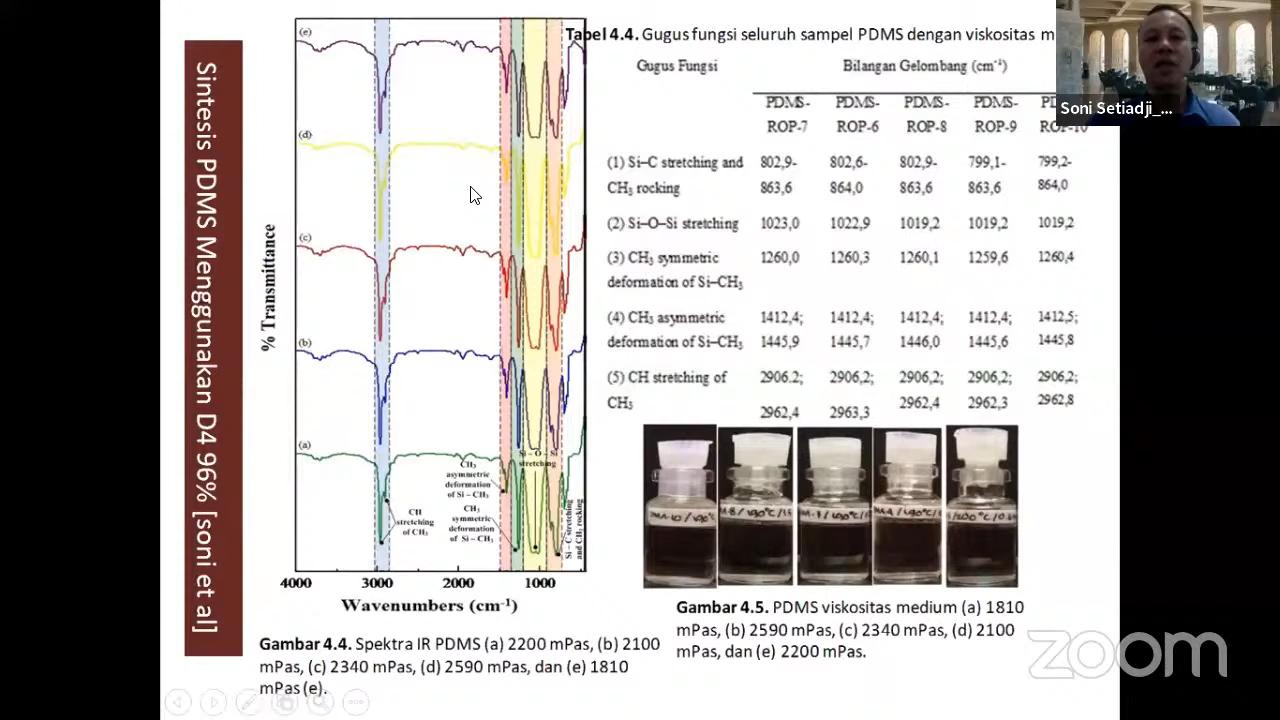 Sintesis PDMS Menggunakan D4 96% [soni et al]
(e)
(d)
(c)
(b)
(a)
% Transmittance
CH
stretching
of CH3
CH3
asymmetric
deformation
of Si – CH3
CH3
symmetric
deformation
of Si – CH3
Si – O – Si
stretching
Si – C stretching
and CH3 rocking
4000 3000 2000 1000
Wavenumbers (cm⁻¹)
Gambar 4.4. Spektra IR PDMS (a) 2200 mPas, (b) 2100
mPas, (c) 2340 mPas, (d) 2590 mPas, dan (e) 1810
mPas (e).
Tabel 4.4. Gugus fungsi seluruh sampel PDMS dengan viskositas m
Gugus Fungsi Bilangan Gelombang (cm⁻¹)
PDMS- PDMS- PDMS- PDMS-
ROP-7 ROP-6 ROP-8 ROP-9 ROP-10
(1) Si–C stretching and 802,9- 802,6- 802,9- 799,1- 799,2-
CH3 rocking 863,6 864,0 863,6 863,6 864,0
(2) Si–O–Si stretching 1023,0 1022,9 1019,2 1019,2 1019,2
(3) CH3 symmetric 1260,0 1260,3 1260,1 1259,6 1260,4
deformation of Si–CH3
(4) CH3 asymmetric 1412,4; 1412,4; 1412,4; 1412,4; 1412,5;
deformation of Si–CH3 1445,9 1445,7 1446,0 1445,6 1445,8
(5) CH stretching of 2906,2; 2906,2; 2906,2; 2906,2; 2906,2;
CH3 2962,4 2963,3 2962,4 2962,3 2962,8
Gambar 4.5. PDMS viskositas medium (a) 1810
mPas, (b) 2590 mPas, (c) 2340 mPas, (d) 2100
mPas, dan (e) 2200 mPas.
Soni Setiadji_...
zoom